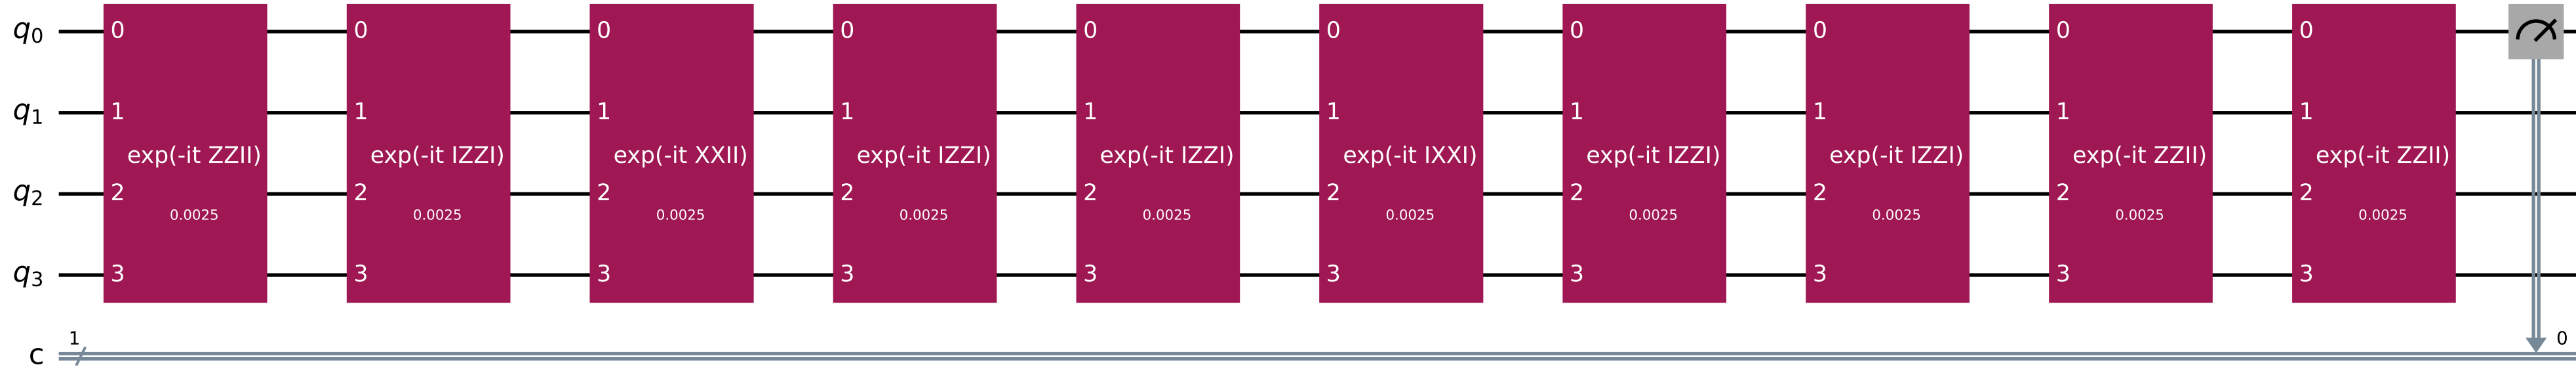 q0 0 0 0 0 0 0 0 0 0 0
q1 1 1 1 1 1 1 1 1 1 1
exp(-it ZZII) exp(-it IZZI) exp(-it XXII) exp(-it IZZI) exp(-it IZZI) exp(-it IXXI) exp(-it IZZI) exp(-it IZZI) exp(-it ZZII) exp(-it ZZII)
q2 2 2 2 2 2 2 2 2 2 2
0.0025 0.0025 0.0025 0.0025 0.0025 0.0025 0.0025 0.0025 0.0025 0.0025
q3 3 3 3 3 3 3 3 3 3 3
1 0
c